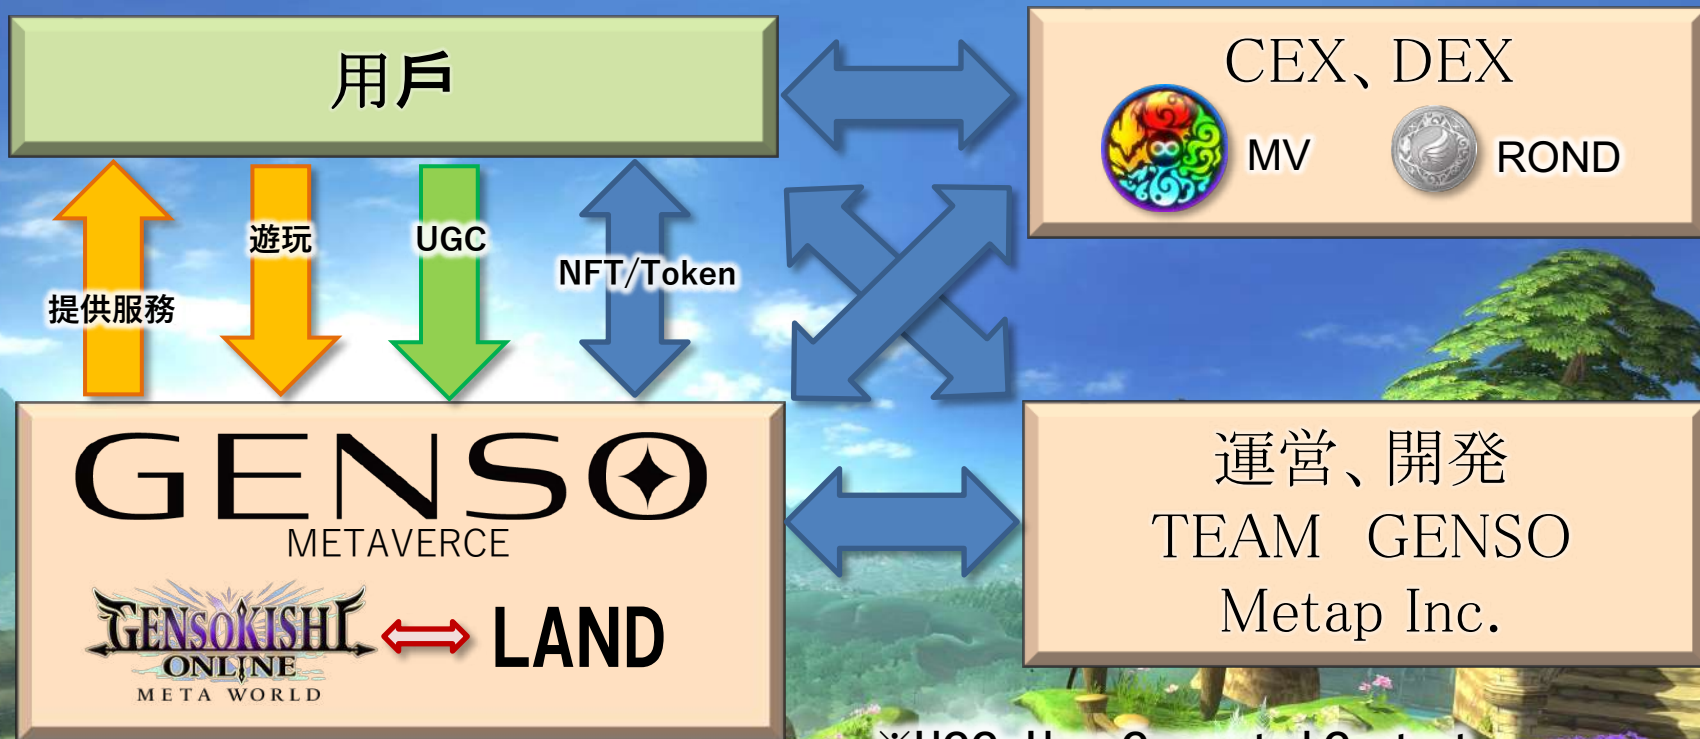 用戶
CEX、DEX
MV
ROND
提供服務
遊玩
UGC
NFT/Token
GENSO
METAVERCE
GENSOKISHI
ONLINE
META WORLD
LAND
運営、開発
TEAM GENSO
Metap Inc.